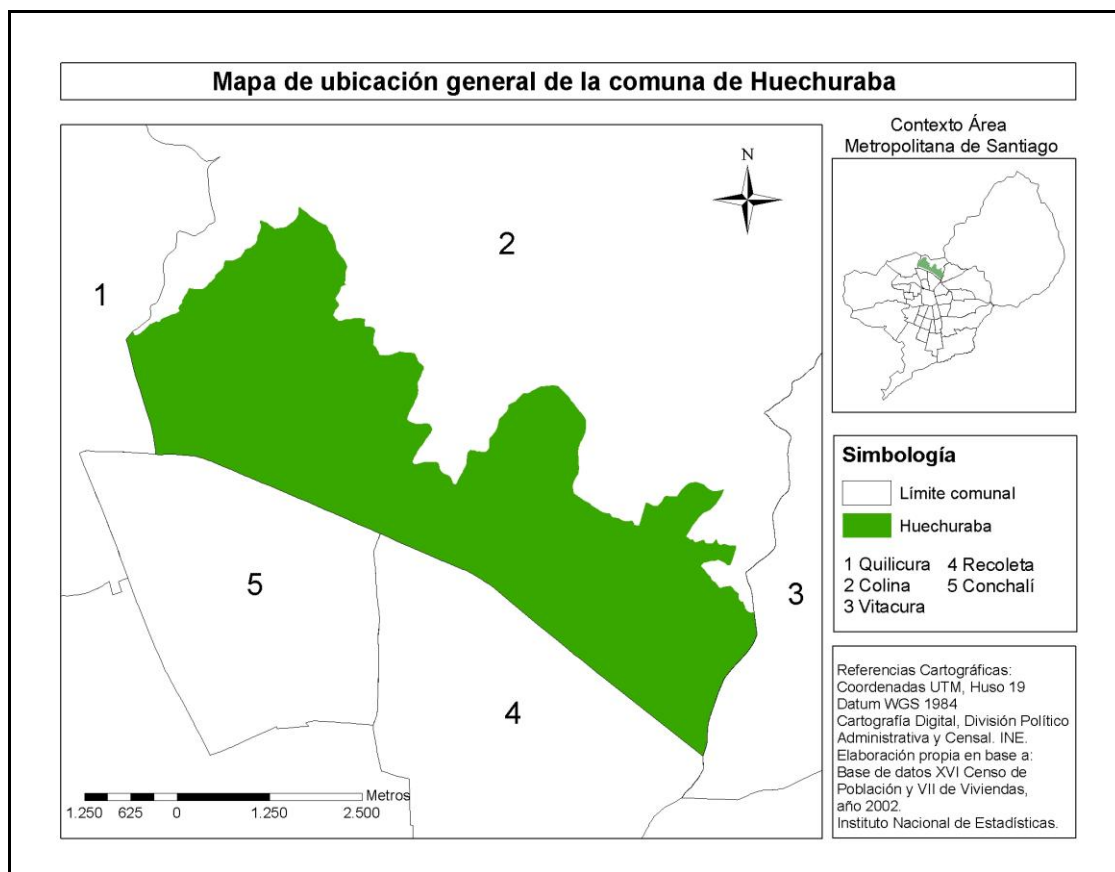 Mapa de ubicación general de la comuna de Huechuraba
Contexto Área
Metropolitana de Santiago
N
2
1
3
5
4
Simbología
Límite comunal
Huechuraba
1 Quilicura 4 Recoleta
2 Colina 5 Conchalí
3 Vitacura
Referencias Cartográficas:
Coordenadas UTM, Huso 19
Datum WGS 1984
Cartografía Digital, División Político
Administrativa y Censal. INE.
Elaboración propia en base a:
Base de datos XVI Censo de
Población y VII de Viviendas,
año 2002.
Instituto Nacional de Estadísticas.
Metros
1.250 625 0 1.250 2.500